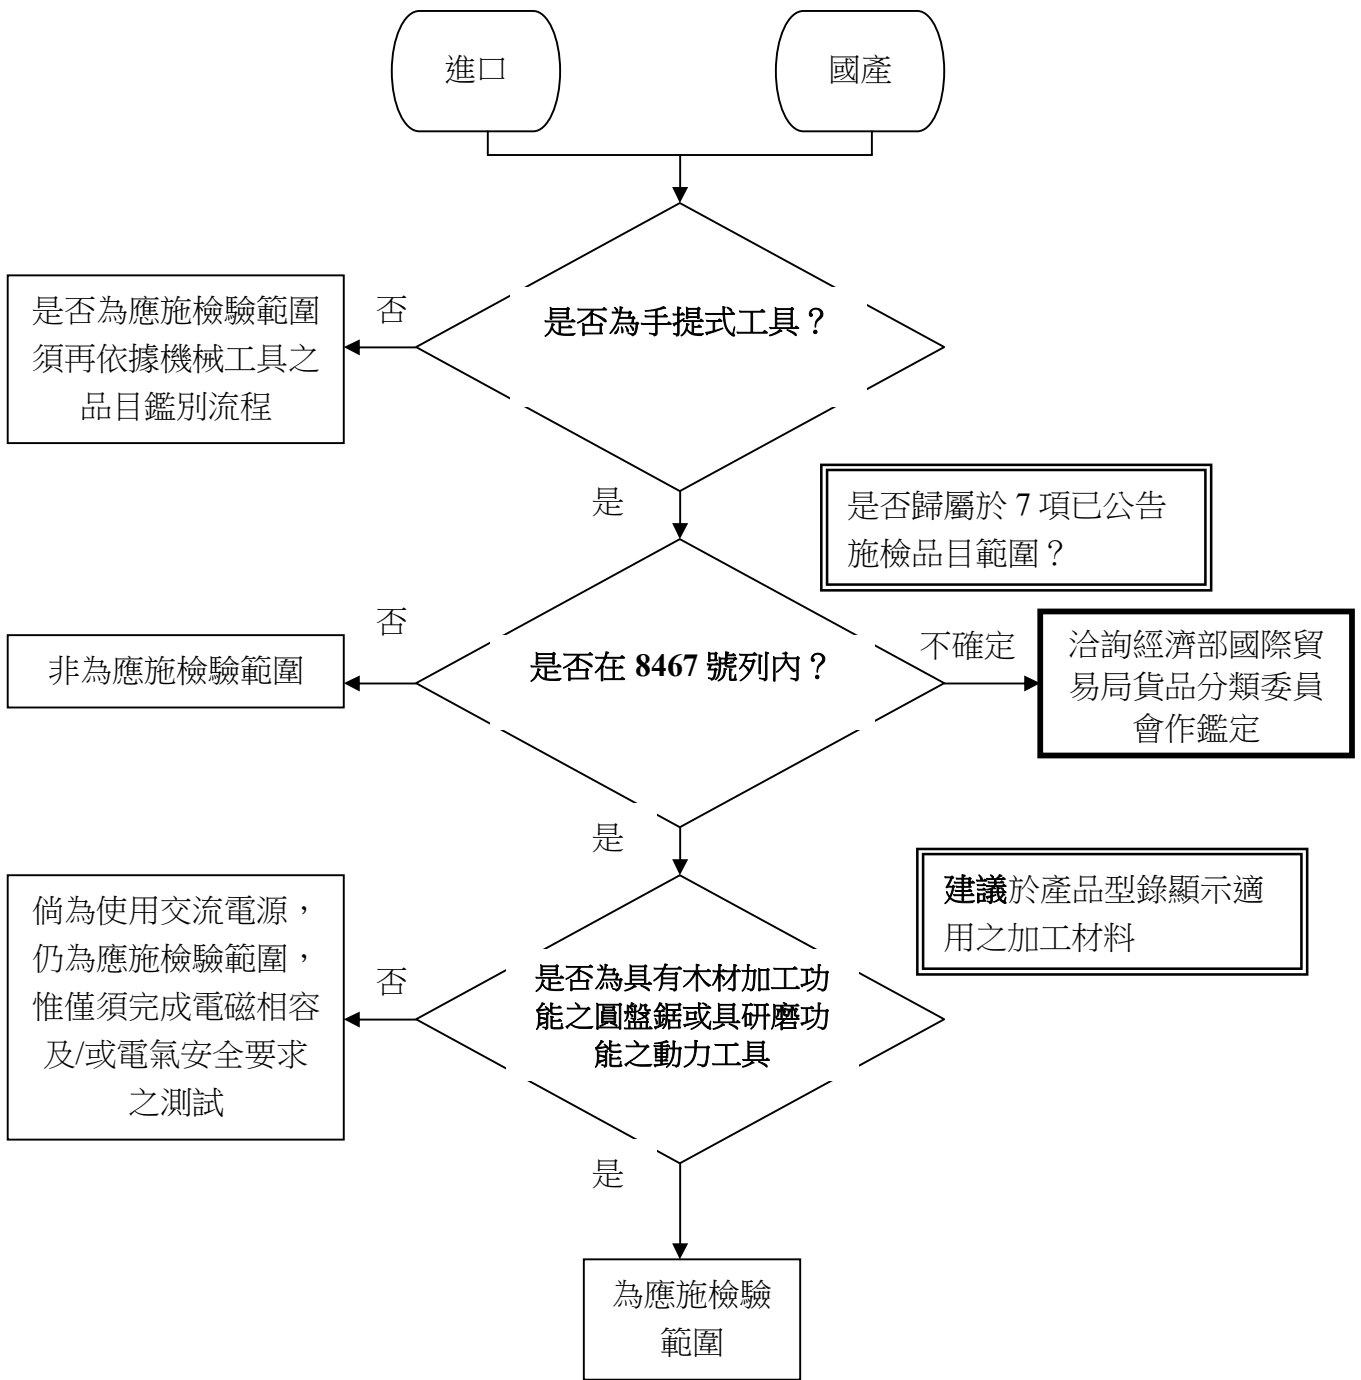 進口
國產
是否為手提式工具？
否
是否為應施檢驗範圍
須再依據機械工具之
品目鑑別流程
是
是否歸屬於 7 項已公告
施檢品目範圍？
是否在 8467 號列內？
否
非為應施檢驗範圍
不確定
洽詢經濟部國際貿
易局貨品分類委員
會作鑑定
是
建議於產品型錄顯示適
用之加工材料
是否為具有木材加工功
能之圓盤鋸或具研磨功
能之動力工具
否
倘為使用交流電源，
仍為應施檢驗範圍，
惟僅須完成電磁相容
及/或電氣安全要求
之測試
是
為應施檢驗
範圍